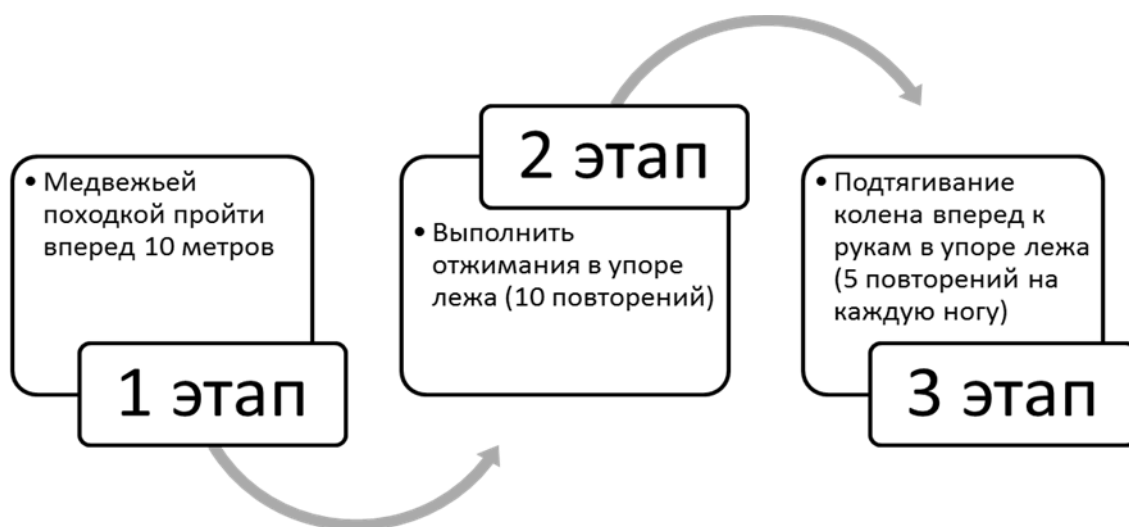 • Медвежьей
походкой пройти
вперед 10 метров
1 этап
2 этап
• Выполнить
отжимания в упоре
лежа (10 повторений)
• Подтягивание
колена вперед к
рукам в упоре лежа
(5 повторений на
каждую ногу)
3 этап